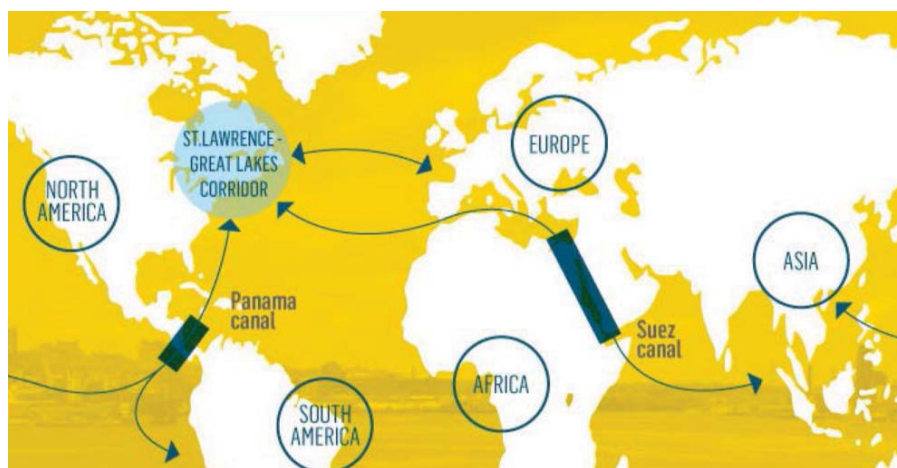 ST.LAWRENCE -
GREAT LAKES
CORRIDOR
EUROPE
NORTH
AMERICA
ASIA
Panama
canal
Suez
canal
AFRICA
SOUTH
AMERICA